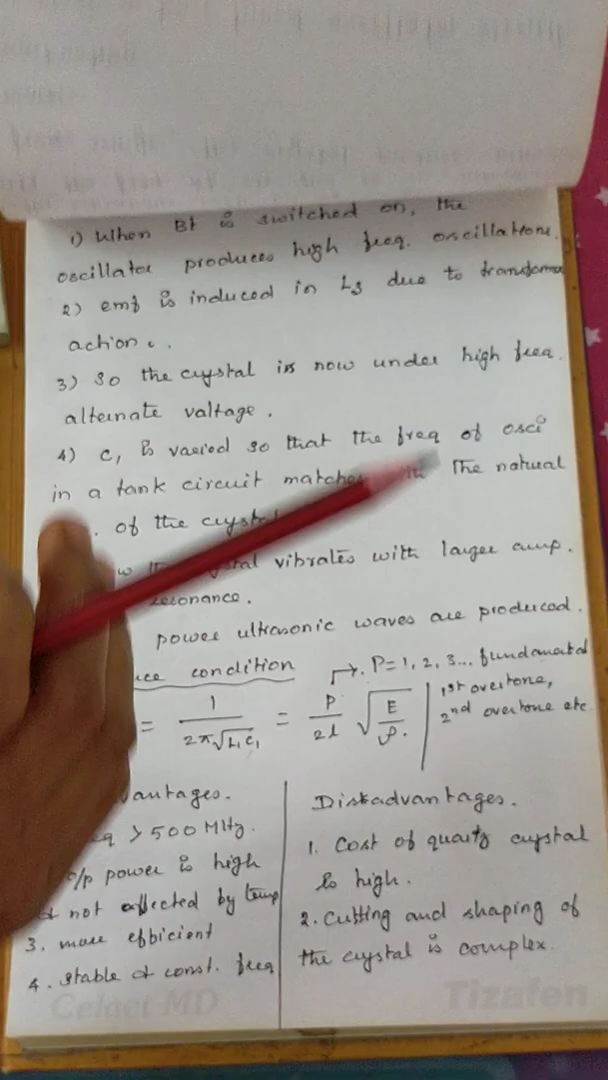 1) When Bt is switched on, the
oscillator produces high freq. oscillations.
2) emf is induced in L3 due to transformer
action.
3) So the crystal is now under high freq.
alternate valtage.
4) C1 is varied so that the freq of osci
in a tank circuit matches The natural
of the crystal
vibrates with larger amp.
resonance.
power ultrasonic waves are produced.
condition
P=1, 2, 3... fundamental
1st overtone,
2nd overtone etc.
= 1/2π√L1C1 = P/2l √E/ρ.
> 500 MHz.
o/p power is high
not affected by temp
3. more efficient
4. stable & const. freq
Diskadvantages.
1. Cost of quartz crystal
is high.
2. Cutting and shaping of
the crystal is complex.
Celact MD
Tizafen